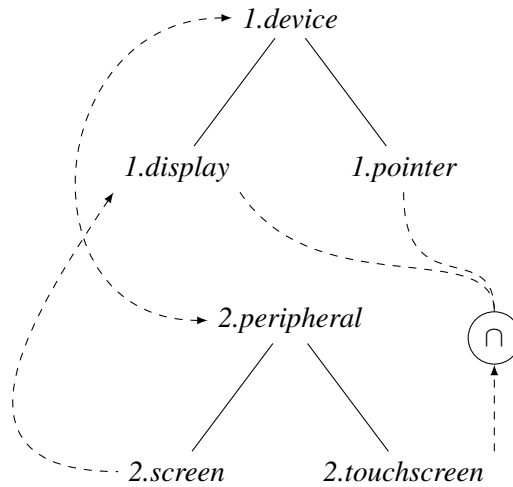 1.device
1.display 1.pointer
2.peripheral
∩
2.screen 2.touchscreen